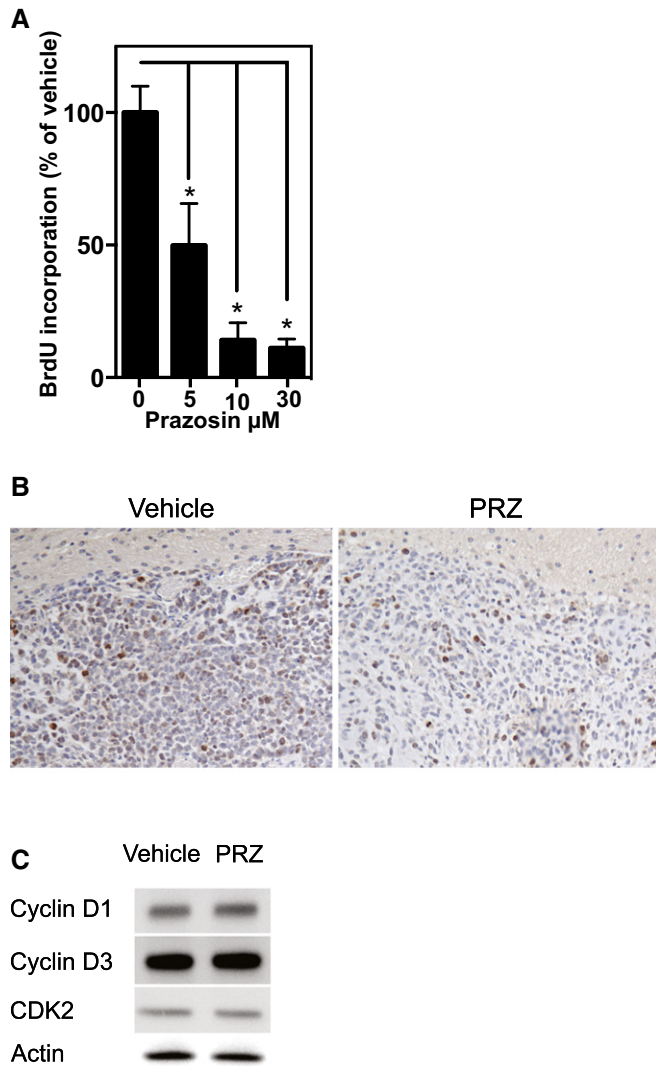 A
BrdU incorporation (% of vehicle)
100
50
0
*
*
*
0 5 10 30
Prazosin µM
B
Vehicle PRZ
C
Vehicle PRZ
Cyclin D1
Cyclin D3
CDK2
Actin